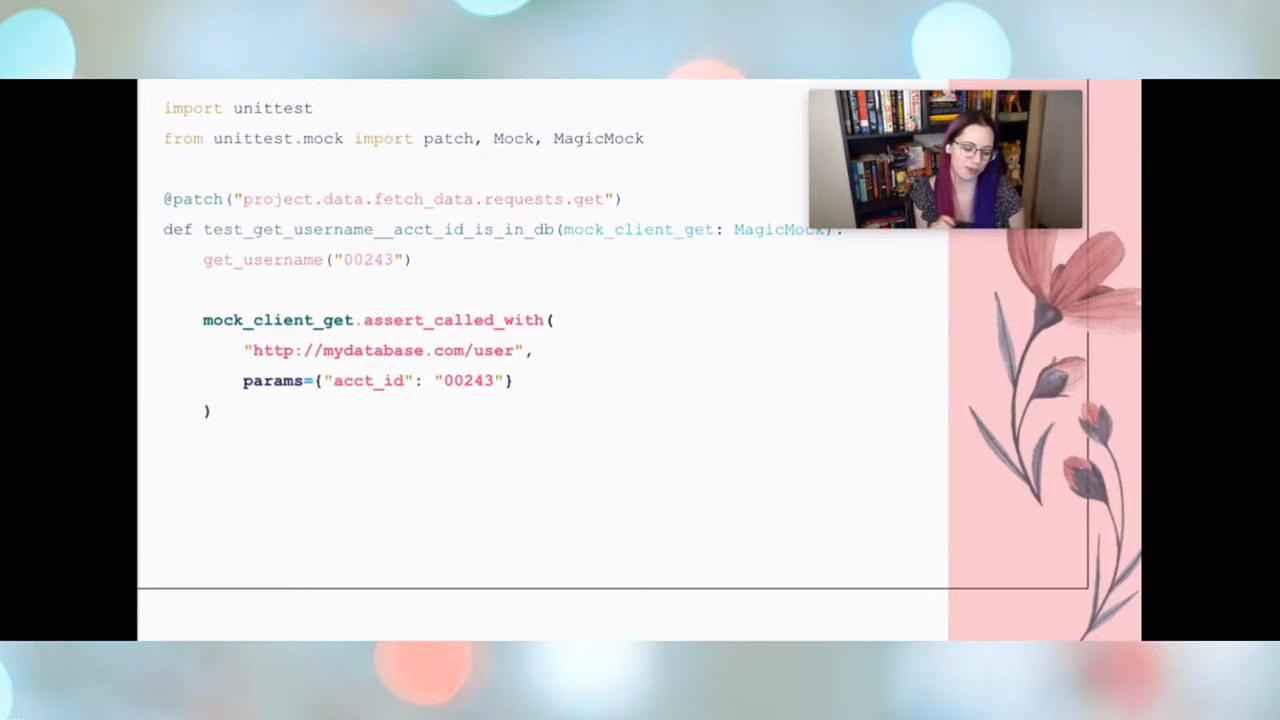 import unittest
from unittest.mock import patch, Mock, MagicMock
@patch("project.data.fetch_data.requests.get")
def test_get_username__acct_id_is_in_db(mock_client_get: MagicMock):
get_username("00243")
mock_client_get.assert_called_with(
"http://mydatabase.com/user",
params={"acct_id": "00243"}
)